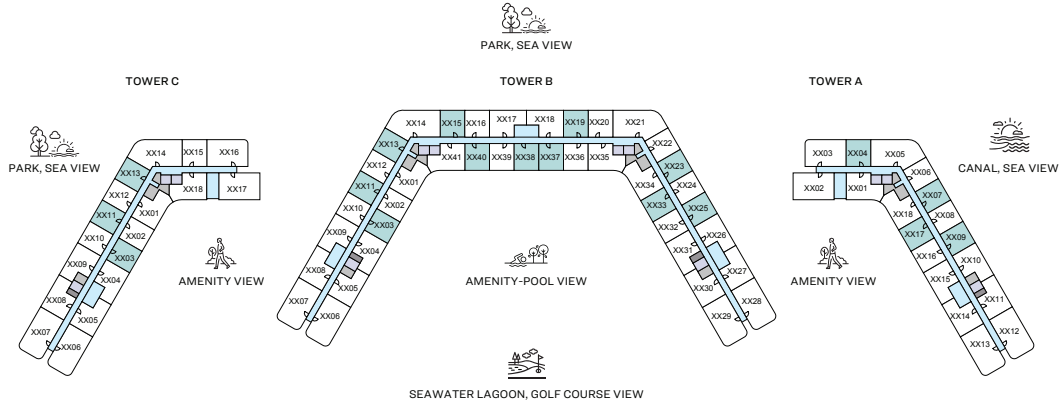 PARK, SEA VIEW
TOWER C
TOWER B
TOWER A
PARK, SEA VIEW
CANAL, SEA VIEW
XX14
XX15
XX16
XX13
XX12
XX11
XX10
XX09
XX08
XX07
XX18
XX17
XX01
XX02
XX03
XX04
XX05
XX06
AMENITY VIEW
XX14
XX15
XX16
XX17
XX18
XX19
XX20
XX21
XX13
XX12
XX11
XX10
XX09
XX08
XX07
XX41
XX40
XX39
XX38
XX37
XX36
XX35
XX01
XX02
XX03
XX04
XX05
XX06
XX22
XX23
XX24
XX25
XX26
XX27
XX28
XX34
XX33
XX32
XX31
XX30
XX29
AMENITY-POOL VIEW
XX03
XX04
XX05
XX02
XX01
XX06
XX07
XX08
XX09
XX10
XX11
XX12
XX18
XX17
XX16
XX15
XX14
XX13
AMENITY VIEW
SEAWATER LAGOON, GOLF COURSE VIEW